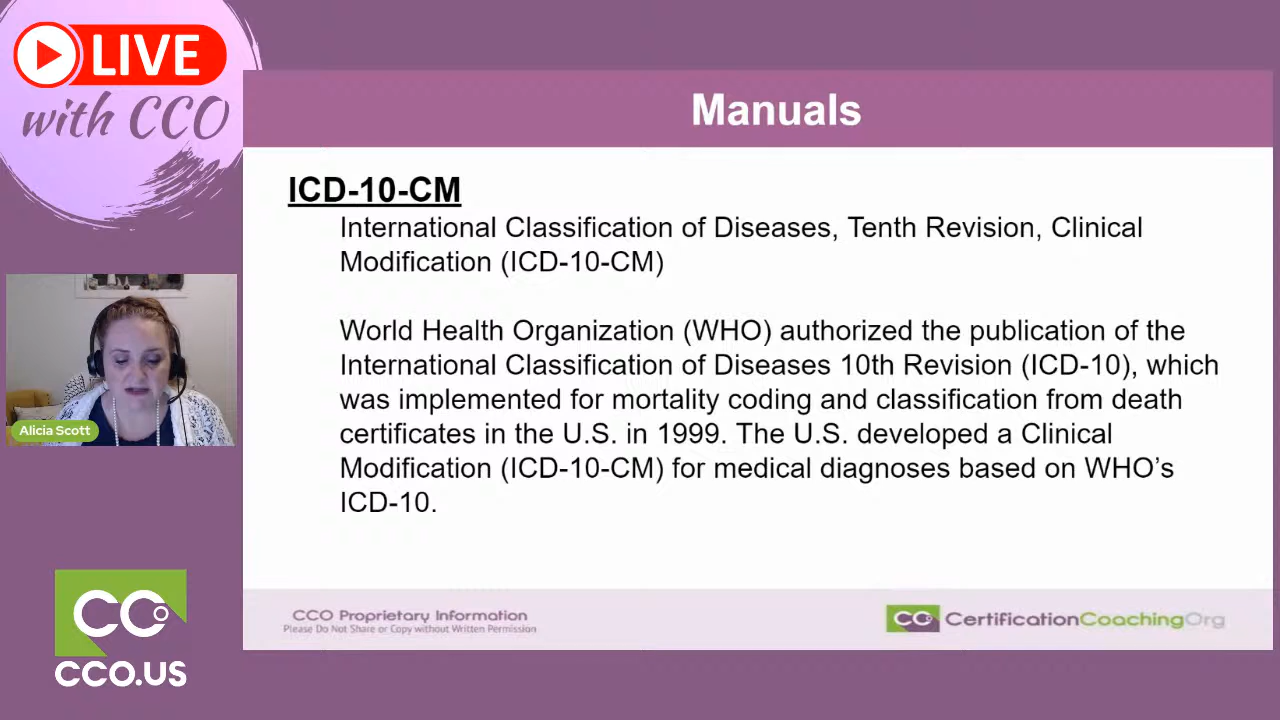 LIVE
with CCO
Manuals
ICD-10-CM
International Classification of Diseases, Tenth Revision, Clinical
Modification (ICD-10-CM)
World Health Organization (WHO) authorized the publication of the
International Classification of Diseases 10th Revision (ICD-10), which
was implemented for mortality coding and classification from death
certificates in the U.S. in 1999. The U.S. developed a Clinical
Modification (ICD-10-CM) for medical diagnoses based on WHO’s
ICD-10.
Alicia Scott
CCO
CCO.US
CCO Proprietary Information
Please Do Not Share or Copy without Written Permission
CCO CertificationCoachingOrg